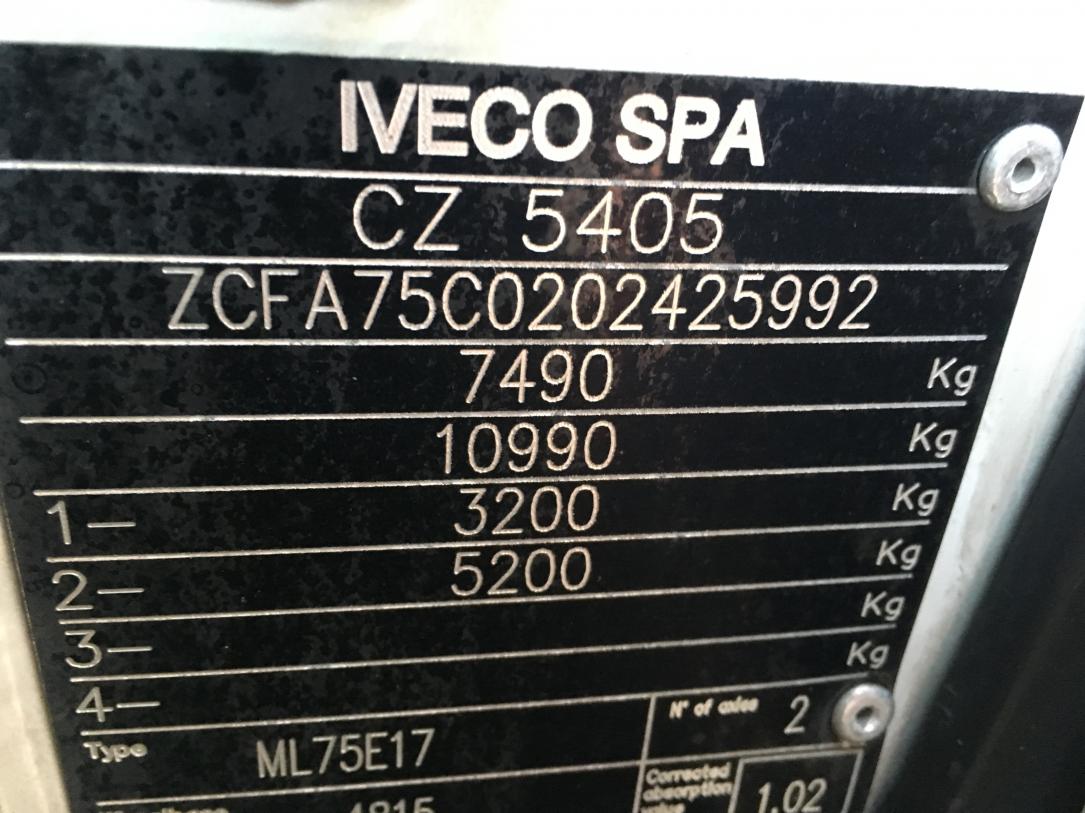 IVECO SPA
CZ 5405
ZCFA75C0202425992
7490 Kg
10990 Kg
1– 3200 Kg
2– 5200 Kg
3– Kg
4– Kg
Type ML75E17 N° of axles 2
Corrected absorption value 1.02